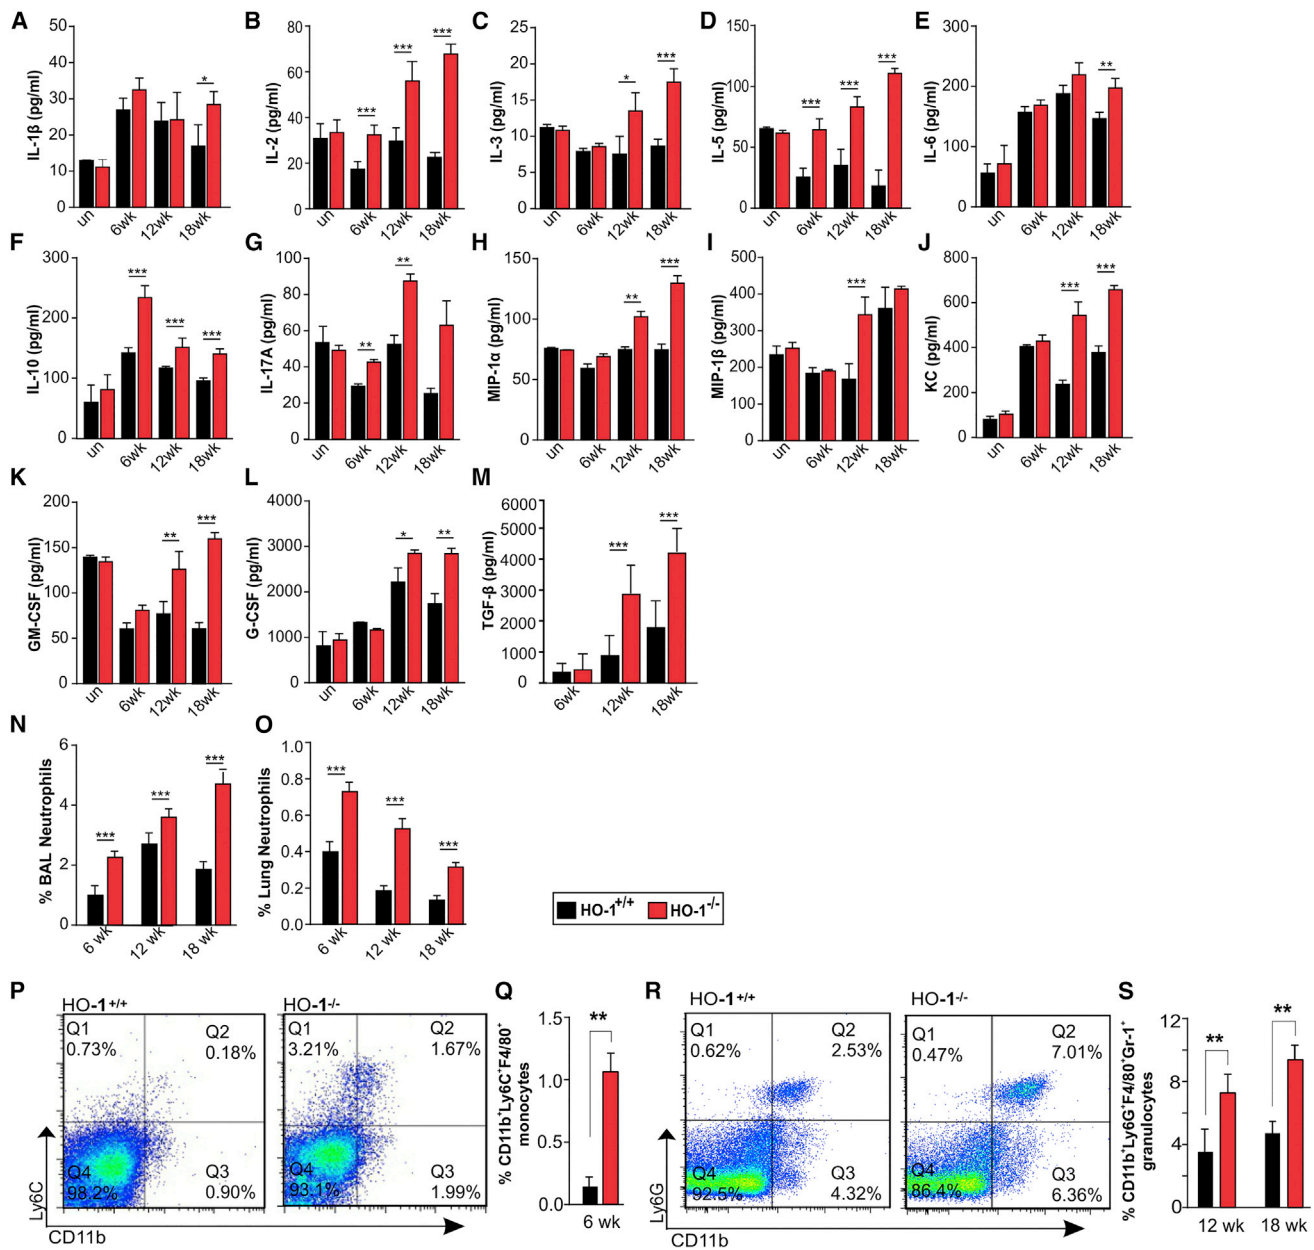 A
IL-1β (pg/ml)
50
40
30
20
10
0
*
un
6wk
12wk
18wk
B
IL-2 (pg/ml)
80
60
40
20
0
***
***
***
un
6wk
12wk
18wk
C
IL-3 (pg/ml)
25
20
15
10
5
0
*
***
un
6wk
12wk
18wk
D
IL-5 (pg/ml)
150
100
50
0
***
***
***
un
6wk
12wk
18wk
E
IL-6 (pg/ml)
300
200
100
0
**
un
6wk
12wk
18wk
F
IL-10 (pg/ml)
300
200
100
0
***
***
***
un
6wk
12wk
18wk
G
IL-17A (pg/ml)
100
80
60
40
20
0
**
**
un
6wk
12wk
18wk
H
MIP-1α (pg/ml)
150
100
50
0
**
***
un
6wk
12wk
18wk
I
MIP-1β (pg/ml)
500
400
300
200
100
0
***
un
6wk
12wk
18wk
J
KC (pg/ml)
800
600
400
200
0
***
***
un
6wk
12wk
18wk
K
GM-CSF (pg/ml)
200
150
100
50
0
**
***
un
6wk
12wk
18wk
L
G-CSF (pg/ml)
4000
3000
2000
1000
0
*
**
un
6wk
12wk
18wk
M
TGF-β (pg/ml)
6000
5000
4000
3000
2000
1000
0
***
***
6wk
12wk
18wk
N
% BAL Neutrophils
6
4
2
0
***
***
***
6 wk
12 wk
18 wk
O
% Lung Neutrophils
1.0
0.8
0.6
0.4
0.2
0.0
***
***
***
6 wk
12 wk
18 wk
HO-1+/+
HO-1-/-
P
HO-1+/+
Q1
0.73%
Q2
0.18%
Q4
98.2%
Q3
0.90%
HO-1-/-
Q1
3.21%
Q2
1.67%
Q4
93.1%
Q3
1.99%
Ly6C
CD11b
Q
% CD11b+Ly6C+F4/80+
monocytes
1.5
1.0
0.5
0.0
**
6 wk
R
HO-1+/+
Q1
0.62%
Q2
2.53%
Q4
92.5%
Q3
4.32%
HO-1-/-
Q1
0.47%
Q2
7.01%
Q4
86.4%
Q3
6.36%
Ly6G
CD11b
S
% CD11b+Ly6G+F4/80+Gr-1+
granulocytes
12
8
4
0
**
**
12 wk
18 wk